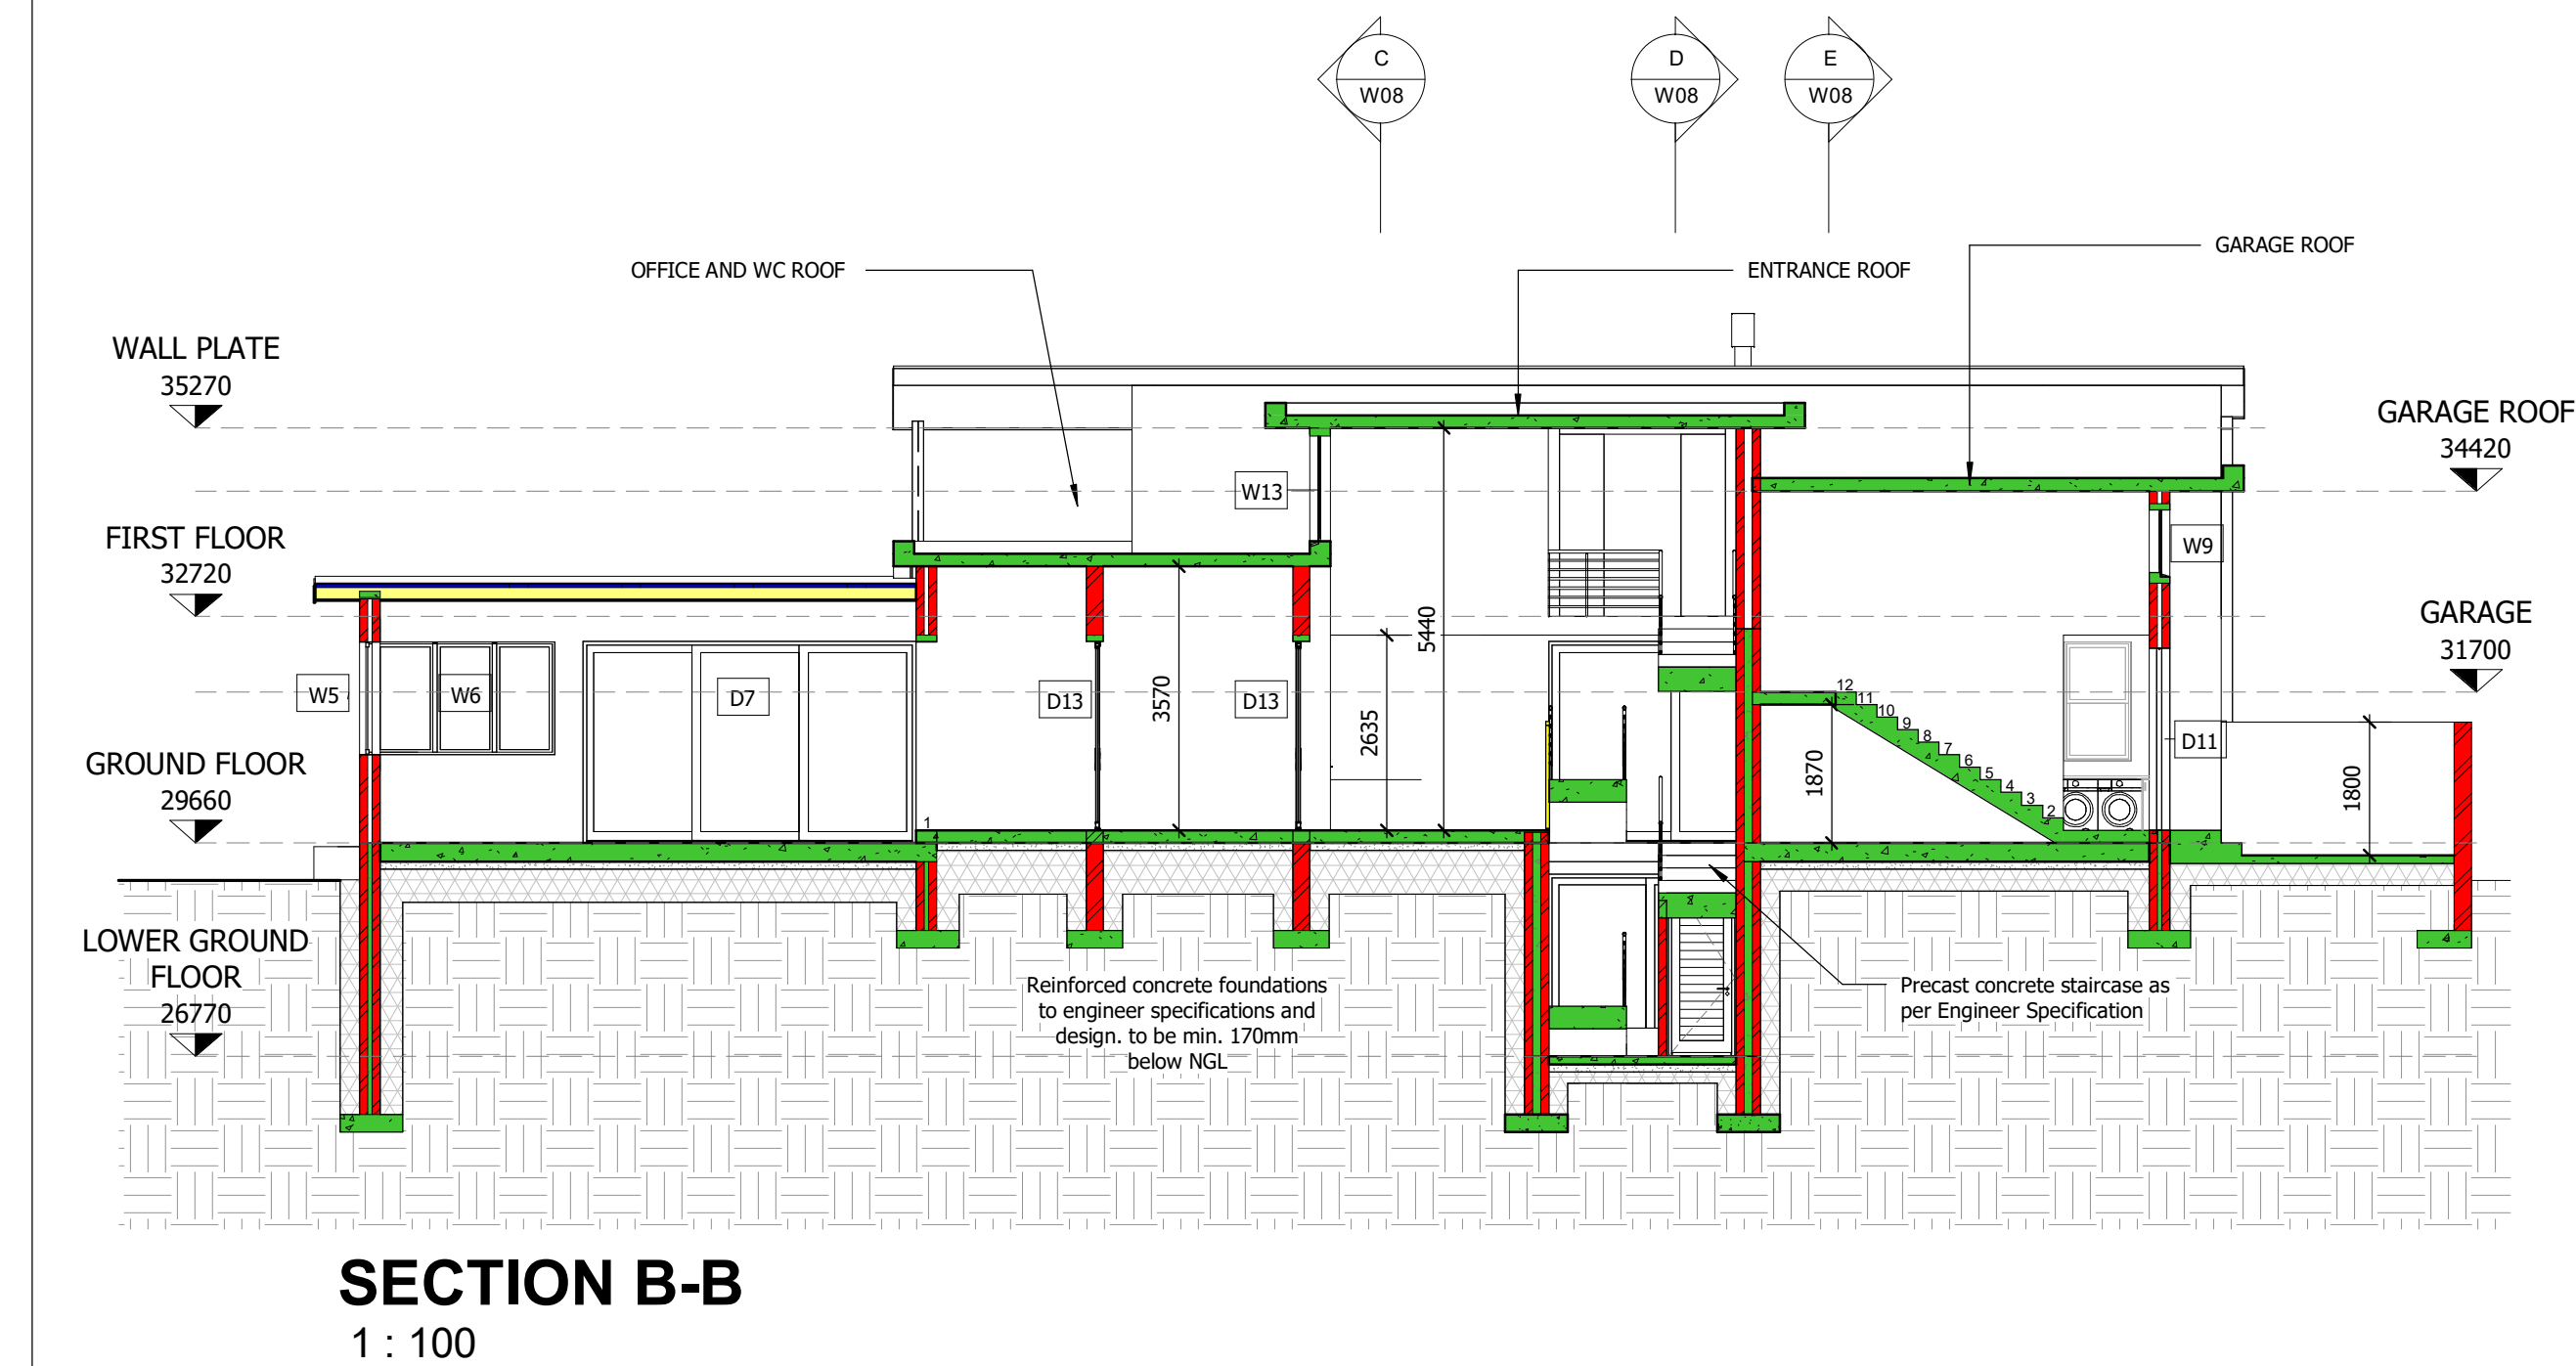 C
W08
D
W08
E
W08
GARAGE ROOF
OFFICE AND WC ROOF
ENTRANCE ROOF
WALL PLATE
35270
GARAGE ROOF
34420
W13
FIRST FLOOR
32720
W9
GARAGE
31700
5440
W5
W6
D7
D13
3570
D13
2635
12
11
10
9
8
7
6
5
4
3
2
1
D11
1870
1800
GROUND FLOOR
29660
LOWER GROUND
FLOOR
26770
Reinforced concrete foundations
to engineer specifications and
design. to be min. 170mm
below NGL
Precast concrete staircase as
per Engineer Specification
SECTION B-B
1 : 100